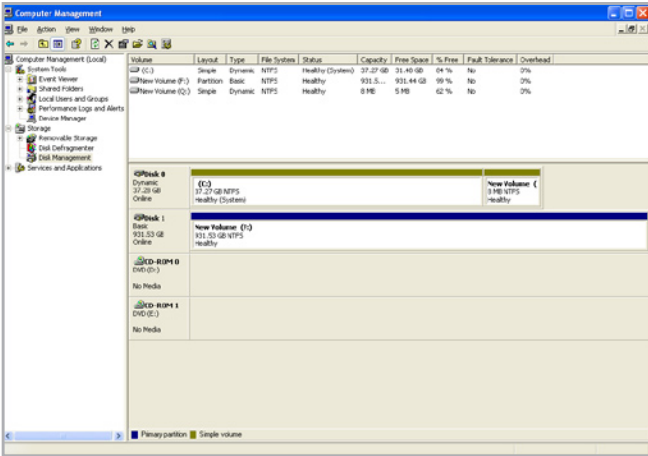 Computer Management
File Action View Window Help
Computer Management (Local)
System Tools
Event Viewer
Shared Folders
Local Users and Groups
Performance Logs and Alerts
Device Manager
Storage
Removable Storage
Disk Defragmenter
Disk Management
Services and Applications
Volume Layout Type File System Status Capacity Free Space % Free Fault Tolerance Overhead
(C:) Simple Dynamic NTFS Healthy (System) 37.27 GB 31.40 GB 84 % No 0%
New Volume (F:) Partition Basic NTFS Healthy 931.5... 931.44 GB 99 % No 0%
New Volume (Q:) Simple Dynamic NTFS Healthy 8 MB 5 MB 62 % No 0%
Disk 0
Dynamic
37.28 GB
Online
(C:)
37.27 GB NTFS
Healthy (System)
New Volume (
8 MB NTFS
Healthy
Disk 1
Basic
931.53 GB
Online
New Volume (F:)
931.53 GB NTFS
Healthy
CD-ROM 0
DVD (D:)
No Media
CD-ROM 1
DVD (E:)
No Media
Primary partition Simple volume